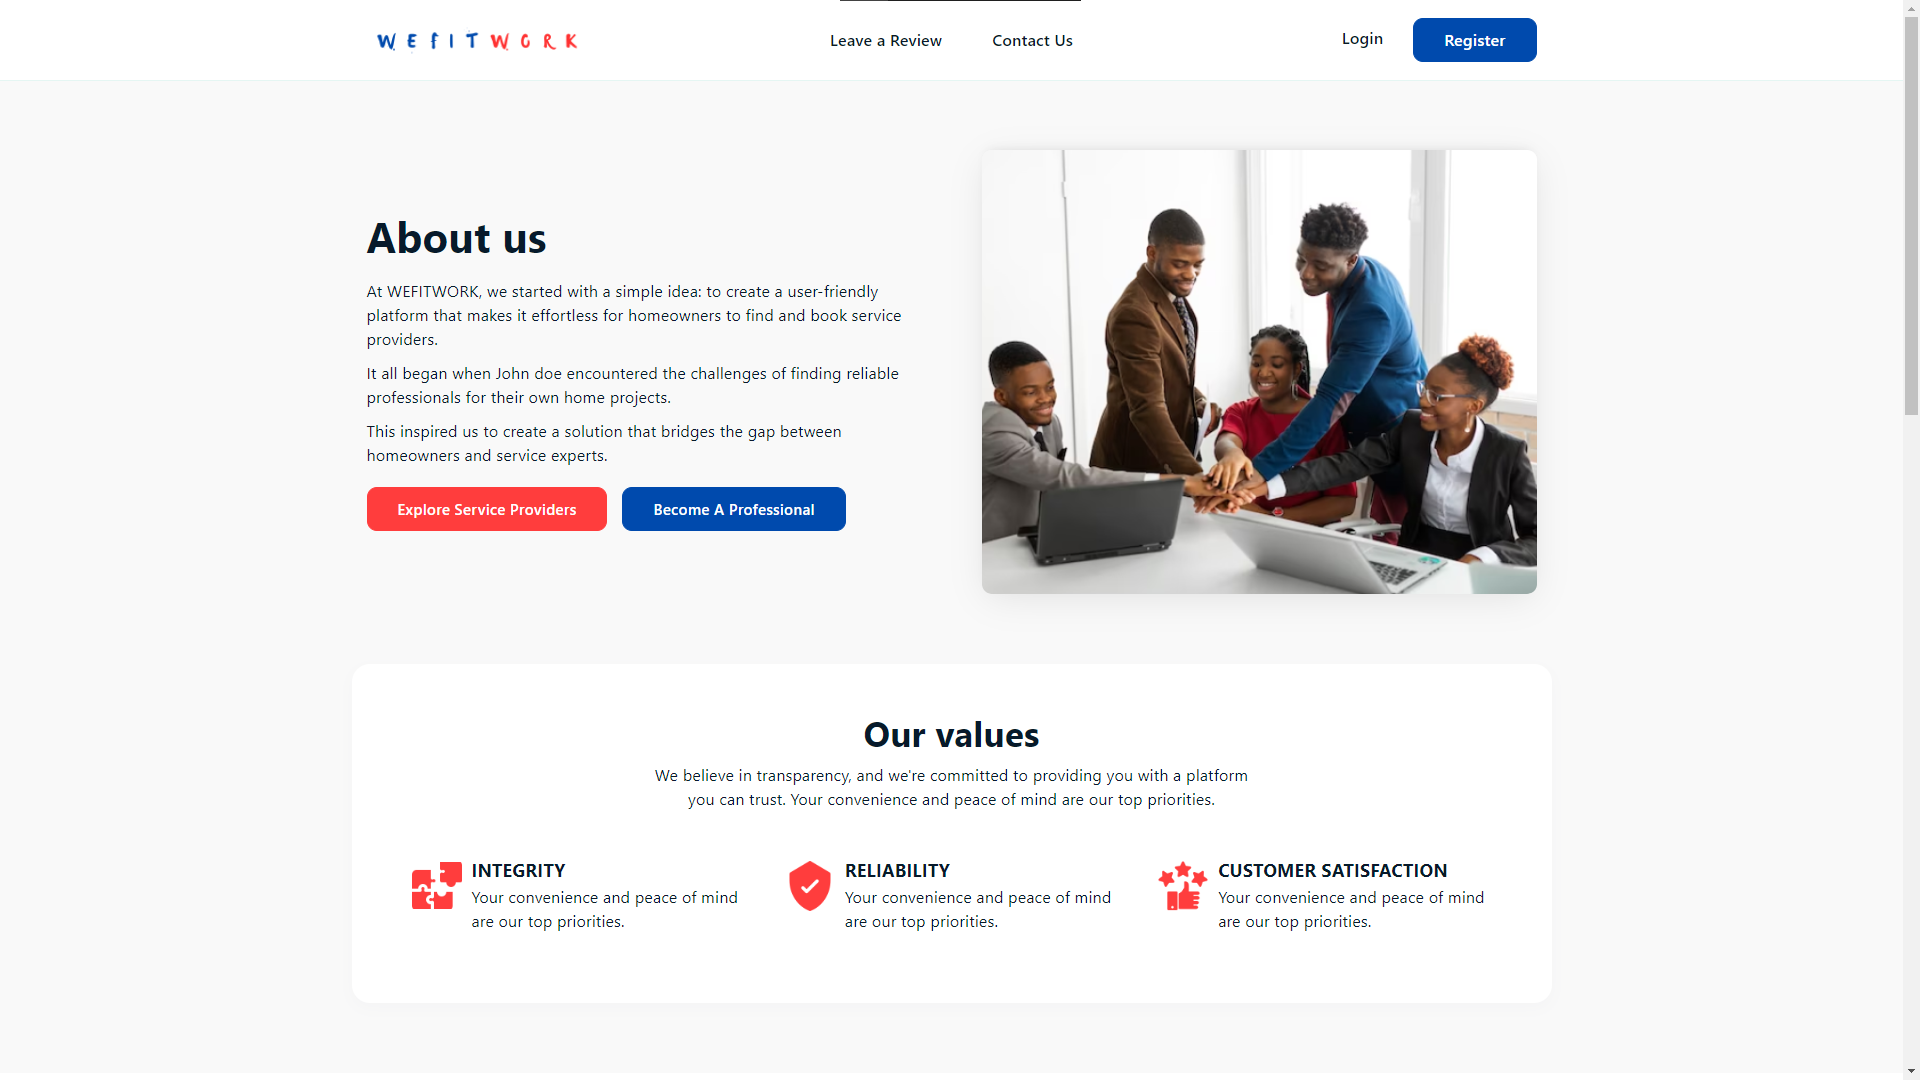 WEFITWORK
Leave a Review
Contact Us
Login
Register
About us
At WEFITWORK, we started with a simple idea: to create a user-friendly
platform that makes it effortless for homeowners to find and book service
providers.
It all began when John doe encountered the challenges of finding reliable
professionals for their own home projects.
This inspired us to create a solution that bridges the gap between
homeowners and service experts.
Explore Service Providers
Become A Professional
Our values
We believe in transparency, and we're committed to providing you with a platform
you can trust. Your convenience and peace of mind are our top priorities.
INTEGRITY
Your convenience and peace of mind
are our top priorities.
RELIABILITY
Your convenience and peace of mind
are our top priorities.
CUSTOMER SATISFACTION
Your convenience and peace of mind
are our top priorities.